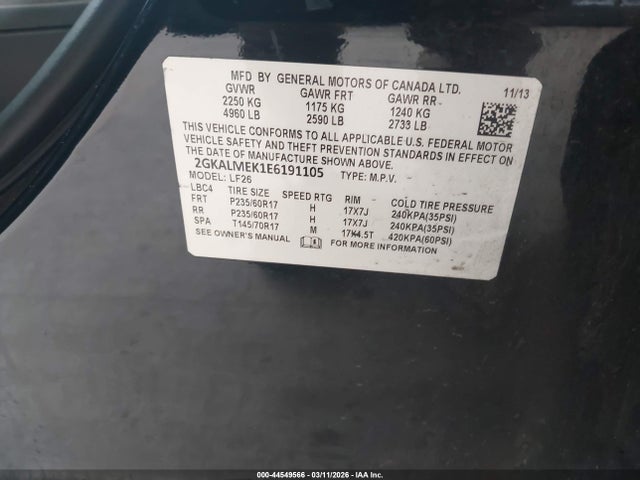 MFD BY GENERAL MOTORS OF CANADA LTD.
11/13
GVWR GAWR FRT GAWR RR
2250 KG 1175 KG 1240 KG
4960 LB 2590 LB 2733 LB
THIS VEHICLE CONFORMS TO ALL APPLICABLE U.S. FEDERAL MOTOR
VEHICLE SAFETY AND THEFT PREVENTION STANDARDS IN EFFECT ON
THE DATE OF MANUFACTURE SHOWN ABOVE.
2GKALMEK1E6191105 TYPE: M.P.V.
MODEL: LF26
LBC4 TIRE SIZE SPEED RTG RIM COLD TIRE PRESSURE
FRT P235/60R17 H 17X7J 240KPA(35PSI)
RR P235/60R17 H 17X7J 240KPA(35PSI)
SPA T145/70R17 M 17X4.5T 420KPA(60PSI)
SEE OWNER'S MANUAL FOR MORE INFORMATION
000-44549566 - 03/11/2026 - IAA Inc.